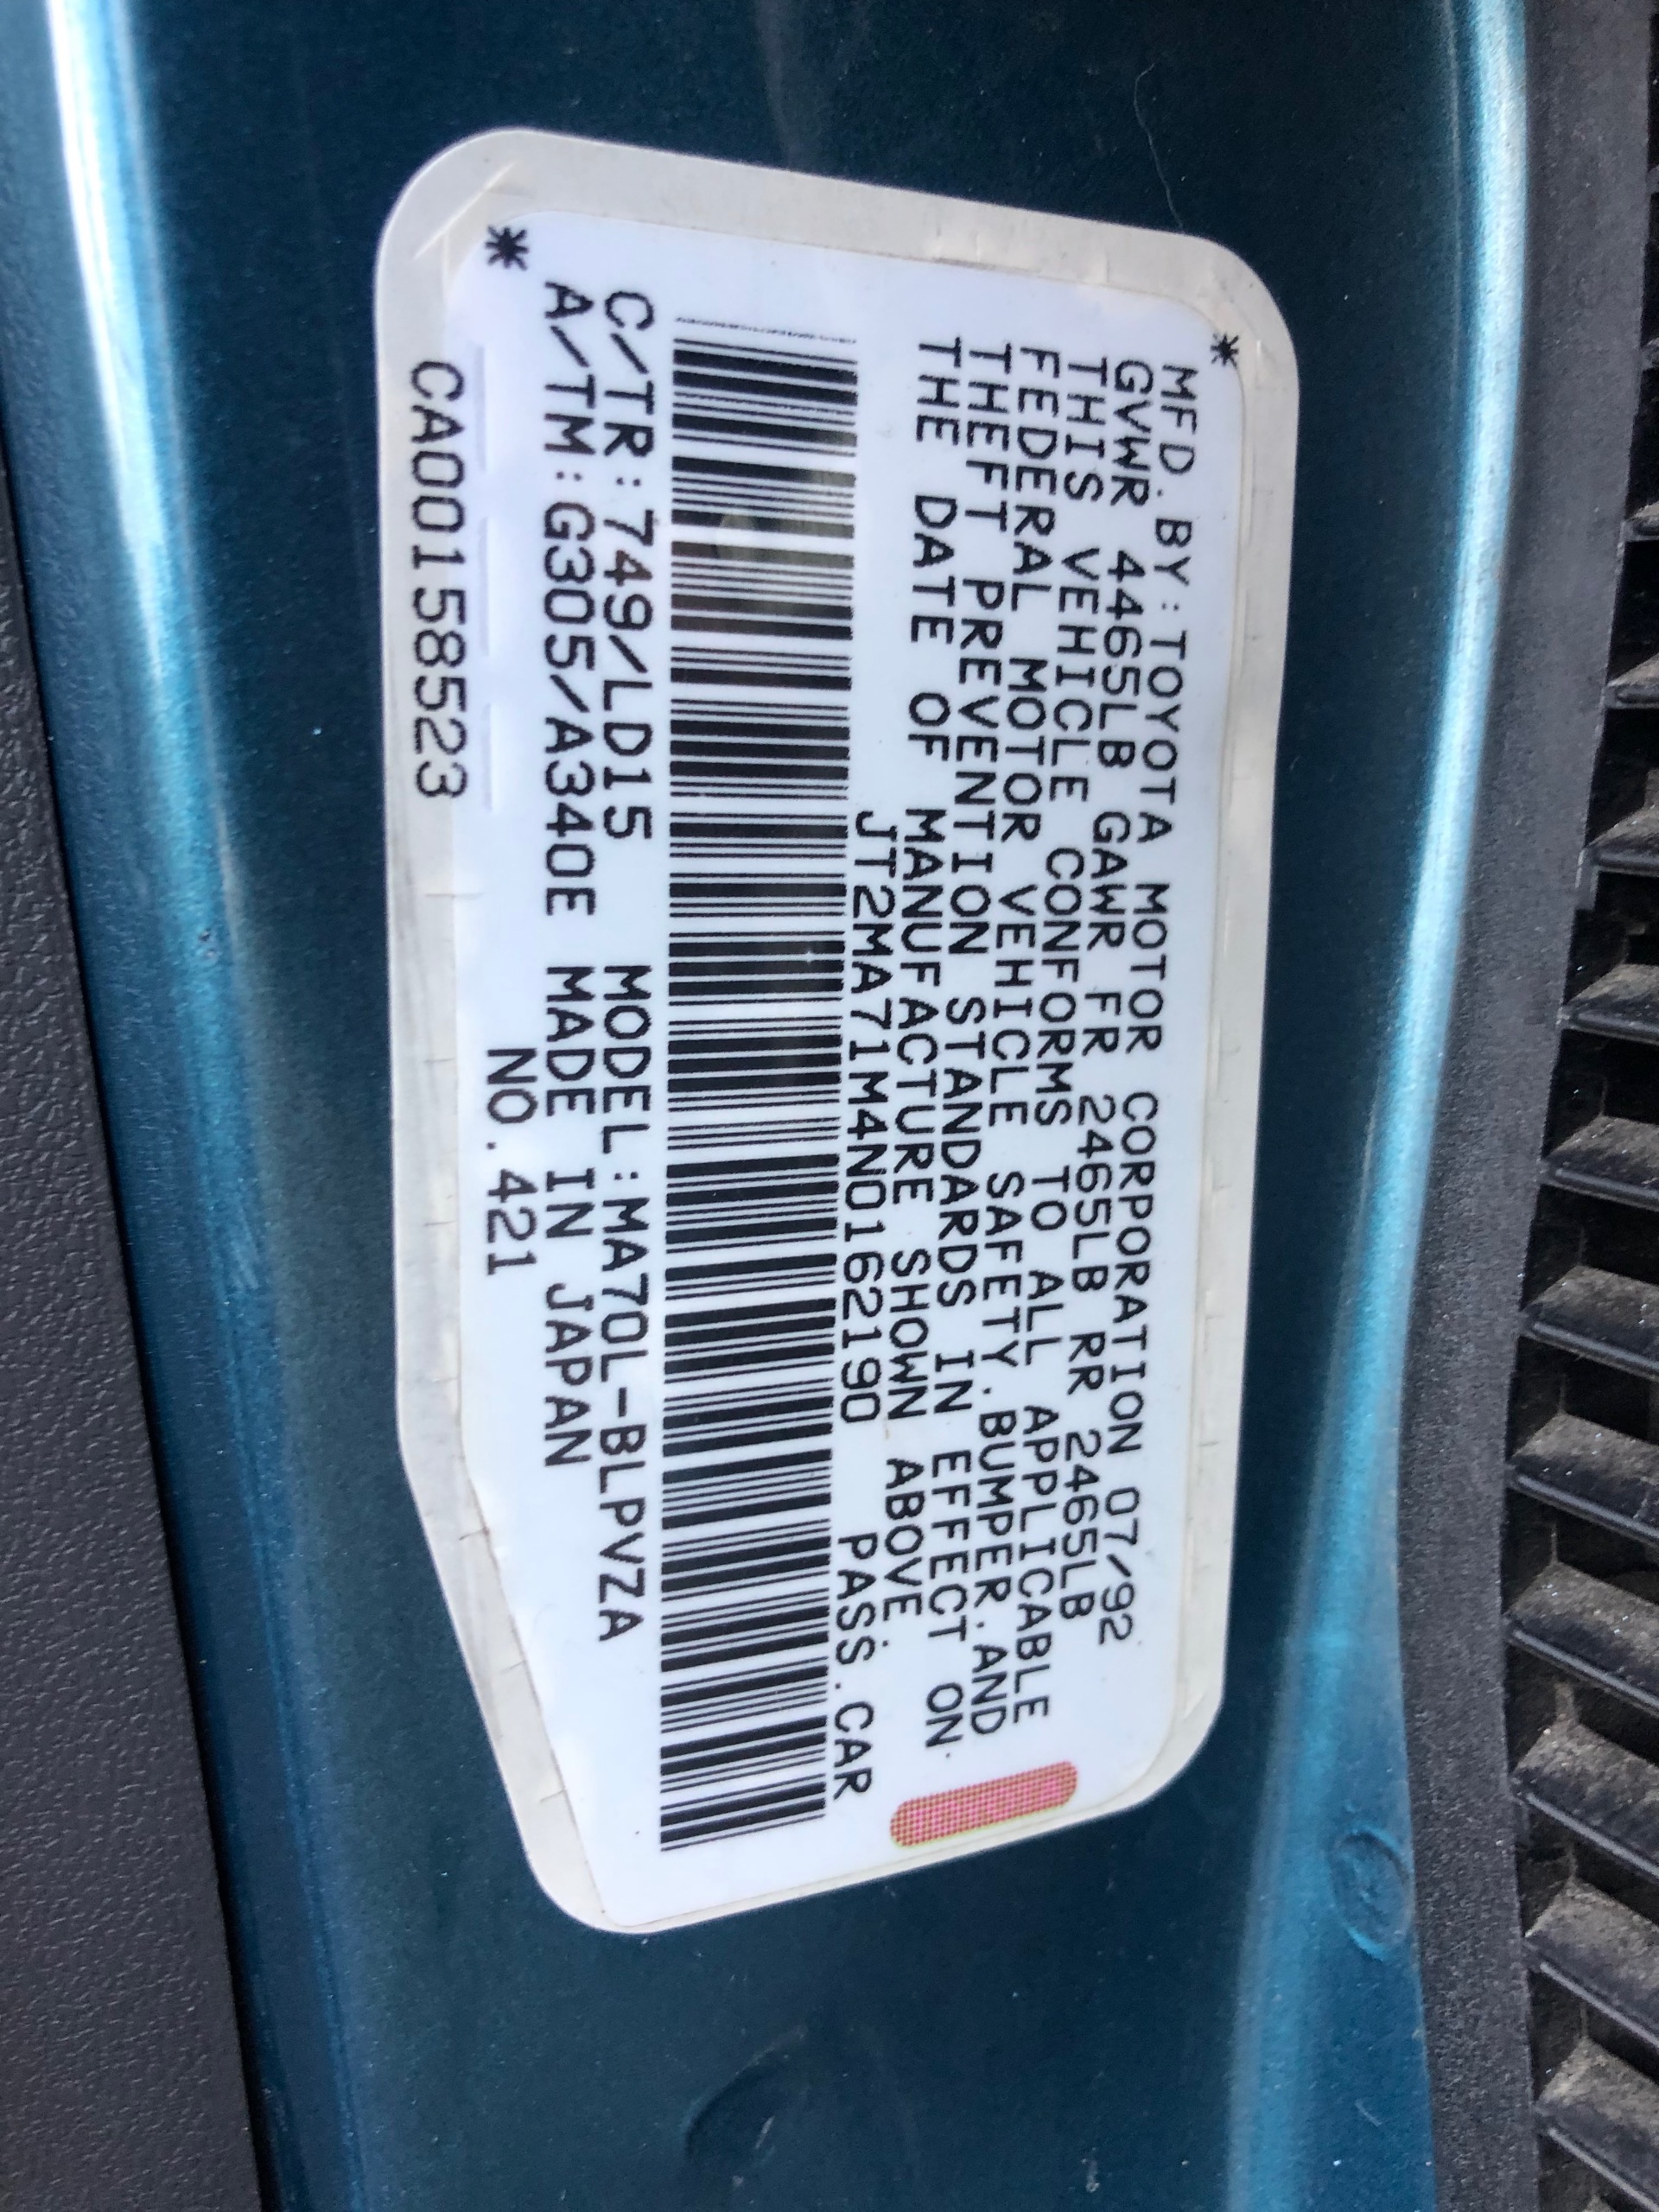 * MFD.BY:TOYOTA MOTOR CORPORATION 07/92
GVWR 4465LB GAWR FR 2465LB RR 2465LB
THIS VEHICLE CONFORMS TO ALL APPLICABLE
FEDERAL MOTOR VEHICLE SAFETY.BUMPER.AND
THEFT PREVENTION STANDARDS IN EFFECT ON
THE DATE OF MANUFACTURE SHOWN ABOVE.
JT2MA71M4N0162190 PASS.CAR
C/TR:749/LD15 MODEL:MA70L-BLPVZA
A/TM:G305/A340E MADE IN JAPAN
* NO.421
CA00158523